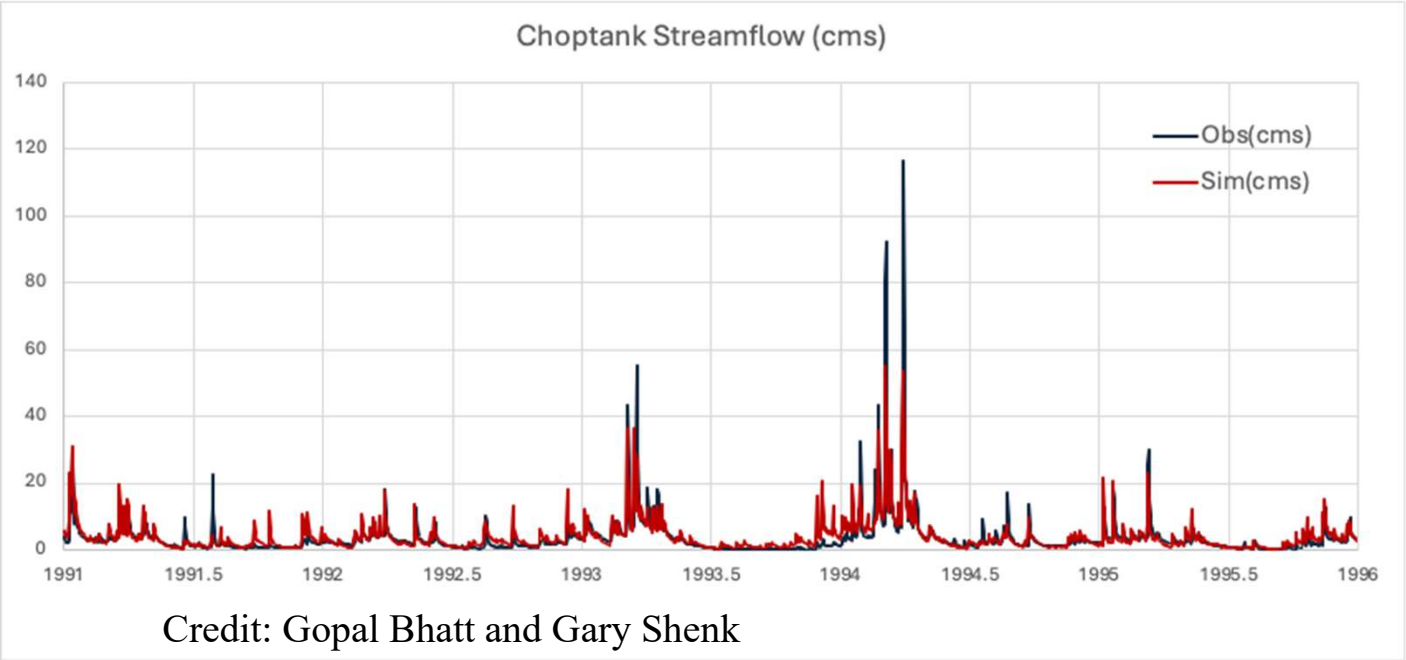 Choptank Streamflow (cms)
140
120
Obs(cms)
Sim(cms)
100
80
60
40
20
0
1991 1991.5 1992 1992.5 1993 1993.5 1994 1994.5 1995 1995.5 1996
Credit: Gopal Bhatt and Gary Shenk